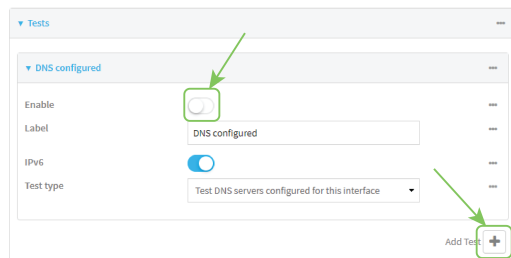 Tests
DNS configured
Enable
Label
DNS configured
IPv6
Test type
Test DNS servers configured for this interface
Add Test